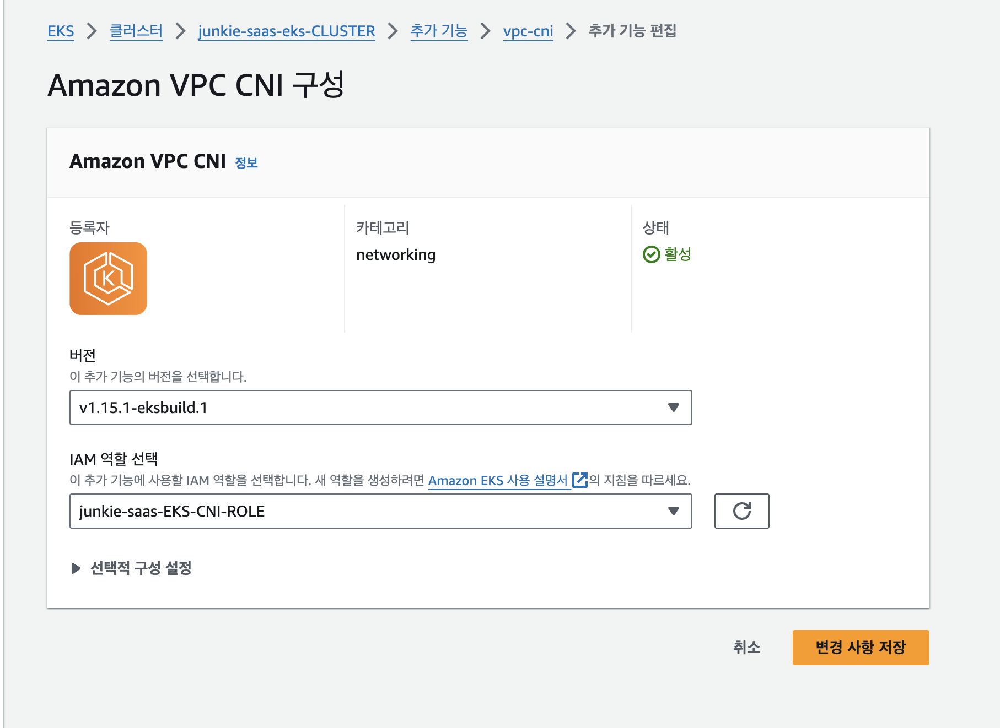 EKS > 클러스터 > junkie-saas-eks-CLUSTER > 추가 기능 > vpc-cni > 추가 기능 편집
Amazon VPC CNI 구성
Amazon VPC CNI 정보
등록자
K
카테고리
networking
상태
활성
버전
이 추가 기능의 버전을 선택합니다.
v1.15.1-eksbuild.1
IAM 역할 선택
이 추가 기능에 사용할 IAM 역할을 선택합니다. 새 역할을 생성하려면 Amazon EKS 사용 설명서의 지침을 따르세요.
junkie-saas-EKS-CNI-ROLE
선택적 구성 설정
취소 변경 사항 저장